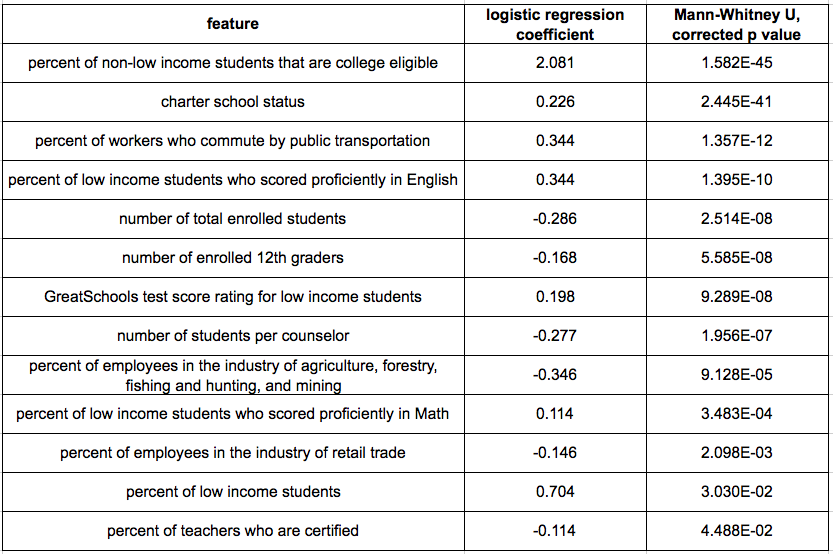 feature logistic regression coefficient Mann-Whitney U, corrected p value
percent of non-low income students that are college eligible 2.081 1.582E-45
charter school status 0.226 2.445E-41
percent of workers who commute by public transportation 0.344 1.357E-12
percent of low income students who scored proficiently in English 0.344 1.395E-10
number of total enrolled students -0.286 2.514E-08
number of enrolled 12th graders -0.168 5.585E-08
GreatSchools test score rating for low income students 0.198 9.289E-08
number of students per counselor -0.277 1.956E-07
percent of employees in the industry of agriculture, forestry, fishing and hunting, and mining -0.346 9.128E-05
percent of low income students who scored proficiently in Math 0.114 3.483E-04
percent of employees in the industry of retail trade -0.146 2.098E-03
percent of low income students 0.704 3.030E-02
percent of teachers who are certified -0.114 4.488E-02